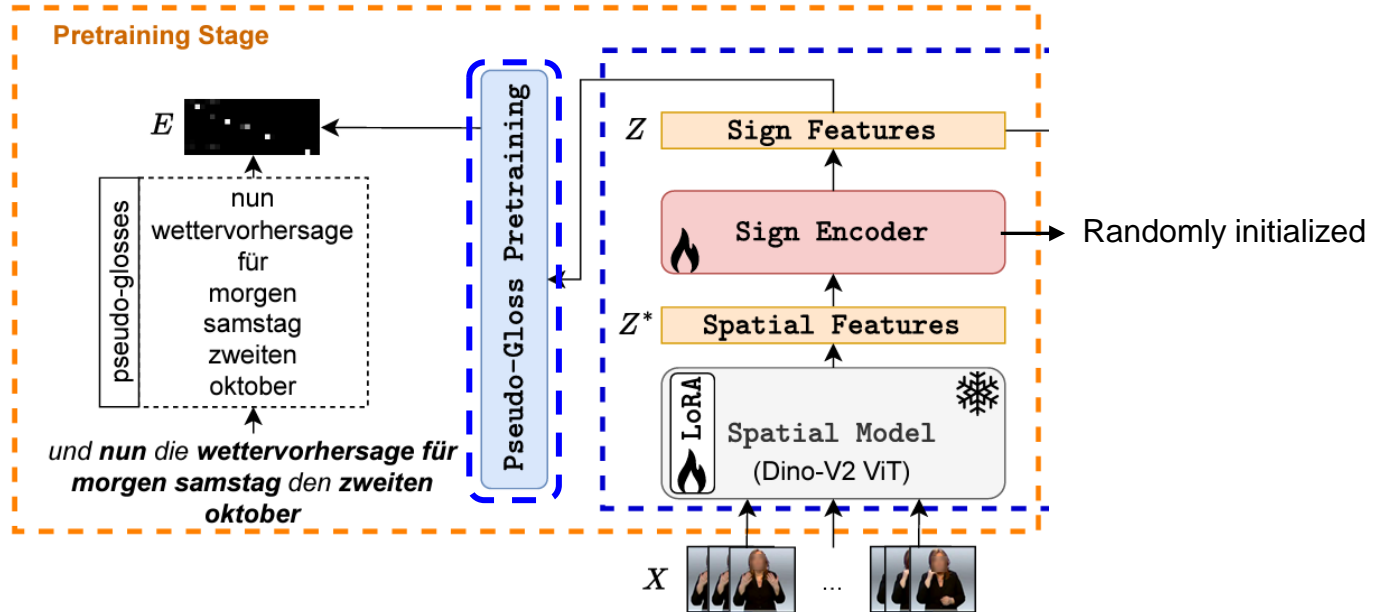 Pretraining Stage
E
pseudo-glosses
nun
wettervorhersage
für
morgen
samstag
zweiten
oktober
und nun die wettervorhersage für
morgen samstag den zweiten
oktober
Pseudo-Gloss Pretraining
Z
Sign Features
Sign Encoder
Randomly initialized
Z*
Spatial Features
LoRA
Spatial Model
(Dino-V2 ViT)
X
...